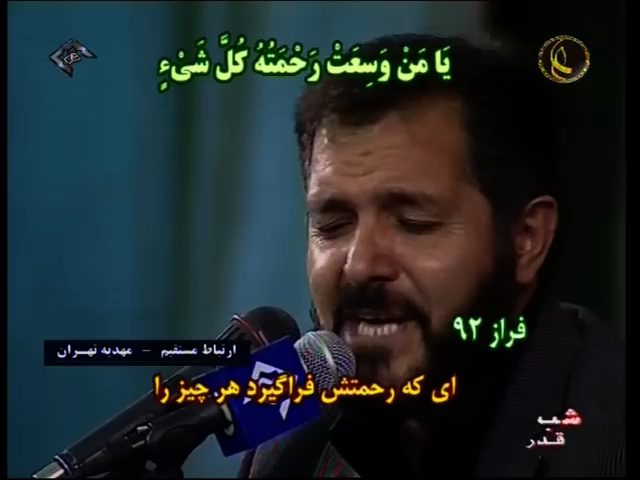 يَا مَنْ وَسِعَتْ رَحْمَتُهُ كُلَّ شَيْءٍ
فراز ۹۲
ارتباط مستقیم - مهدیه تهران
ای که رحمتش فراگیرد هر چیز را
شب
قدر